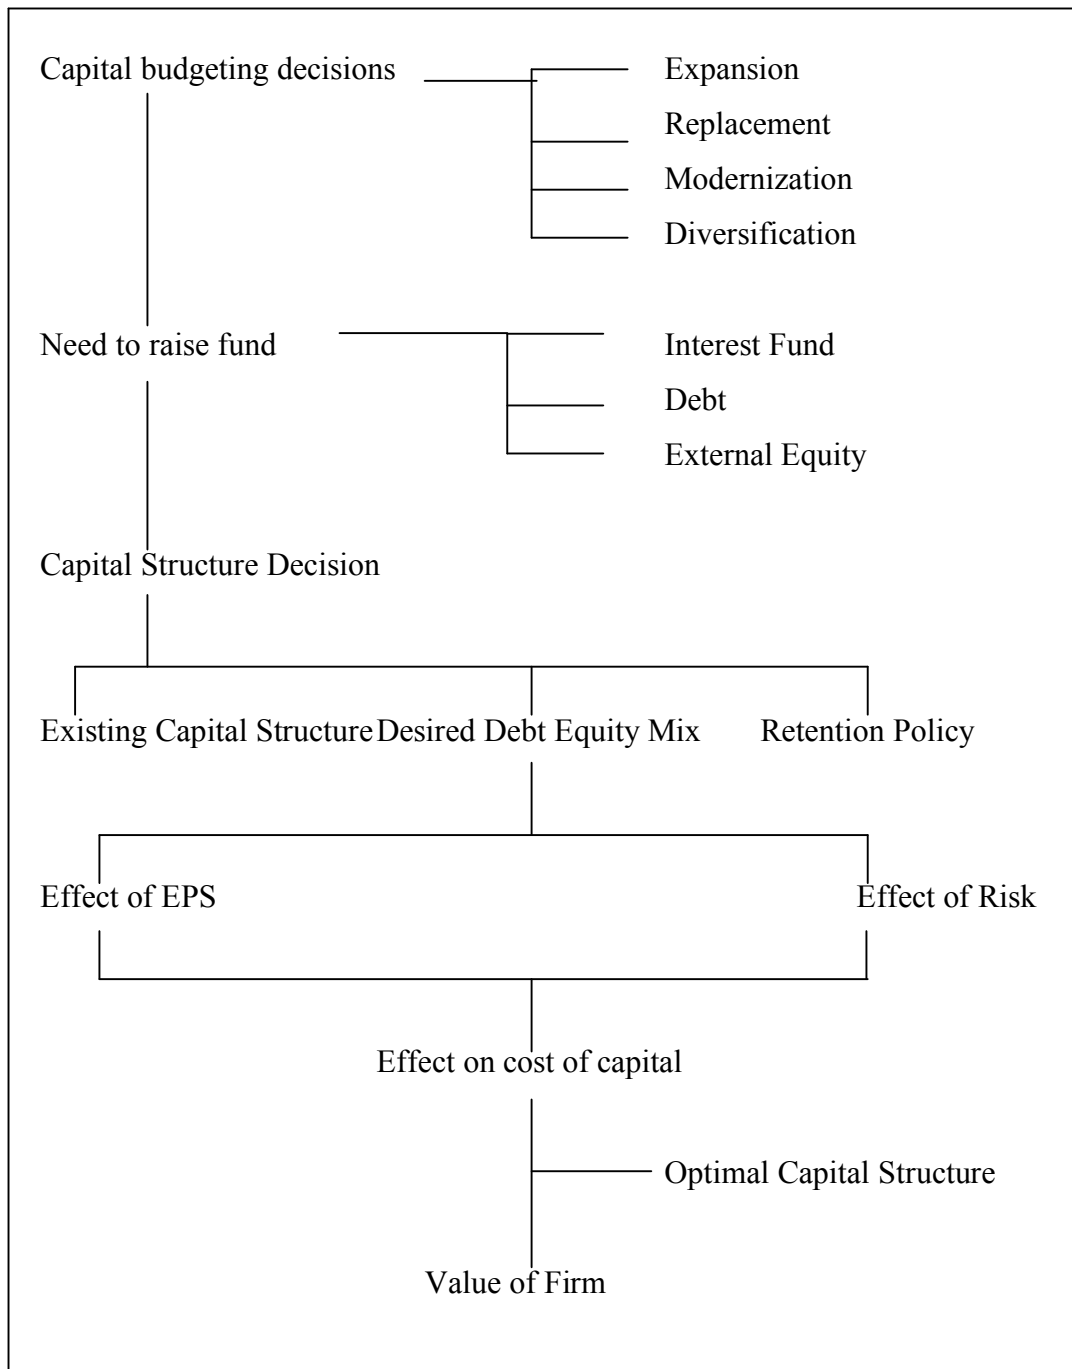 Capital budgeting decisions
Expansion
Replacement
Modernization
Diversification
Need to raise fund
Interest Fund
Debt
External Equity
Capital Structure Decision
Existing Capital Structure
Desired Debt Equity Mix
Retention Policy
Effect of EPS
Effect of Risk
Effect on cost of capital
Optimal Capital Structure
Value of Firm